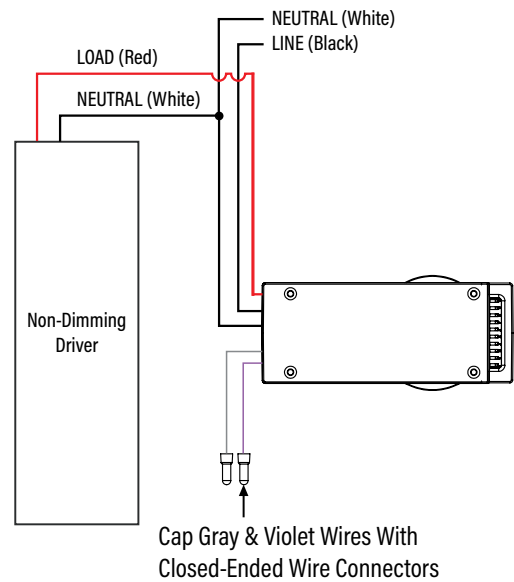 NEUTRAL (White)
LINE (Black)
LOAD (Red)
NEUTRAL (White)
Non-Dimming
Driver
Cap Gray & Violet Wires With
Closed-Ended Wire Connectors